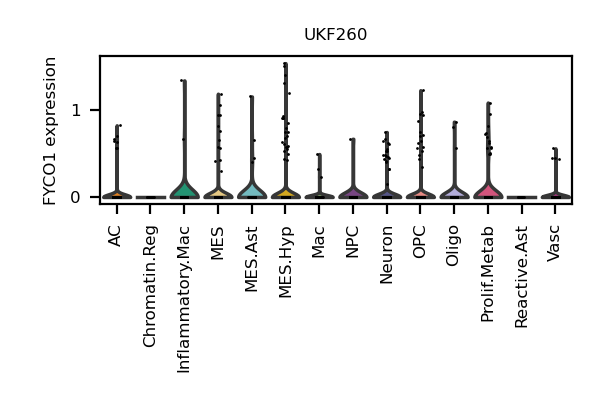 UKF260
FYCO1 expression
1
0
AC
Chromatin.Reg
Inflammatory.Mac
MES
MES.Ast
MES.Hyp
Mac
NPC
Neuron
OPC
Oligo
Prolif.Metab
Reactive.Ast
Vasc